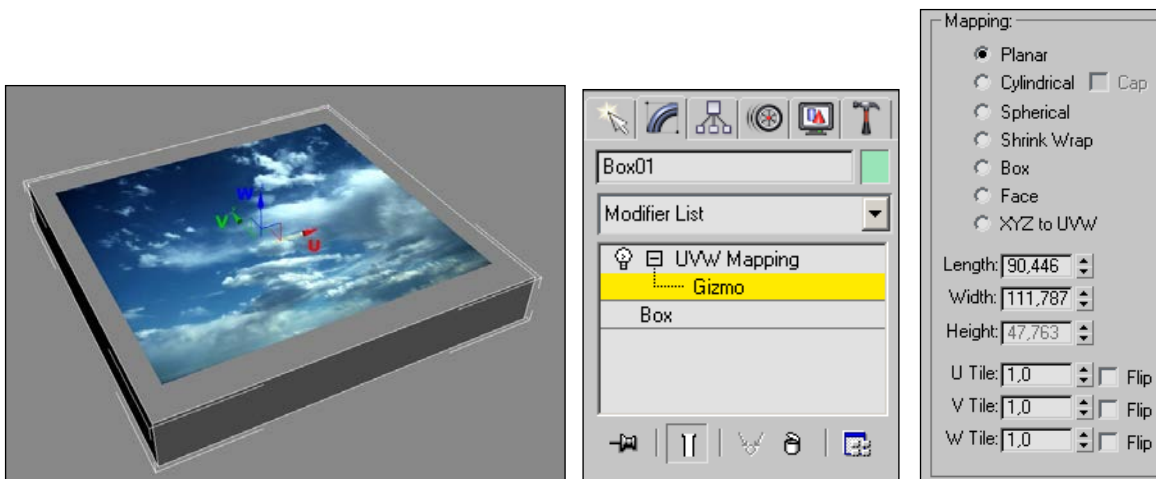 W
V
U
Box01
Modifier List
UVW Mapping
Gizmo
Box
Mapping:
Planar
Cylindrical Cap
Spherical
Shrink Wrap
Box
Face
XYZ to UVW
Length: 90,446
Width: 111,787
Height: 47,763
U Tile: 1,0 Flip
V Tile: 1,0 Flip
W Tile: 1,0 Flip